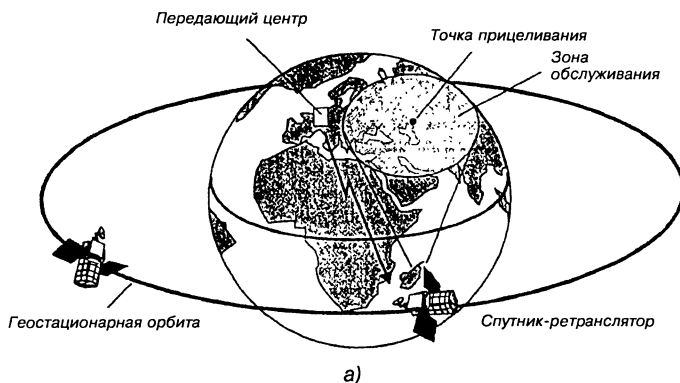 Передающий центр
Точка прицеливания
Зона
обслуживания
Геостационарная орбита
Спутник-ретранслятор
а)